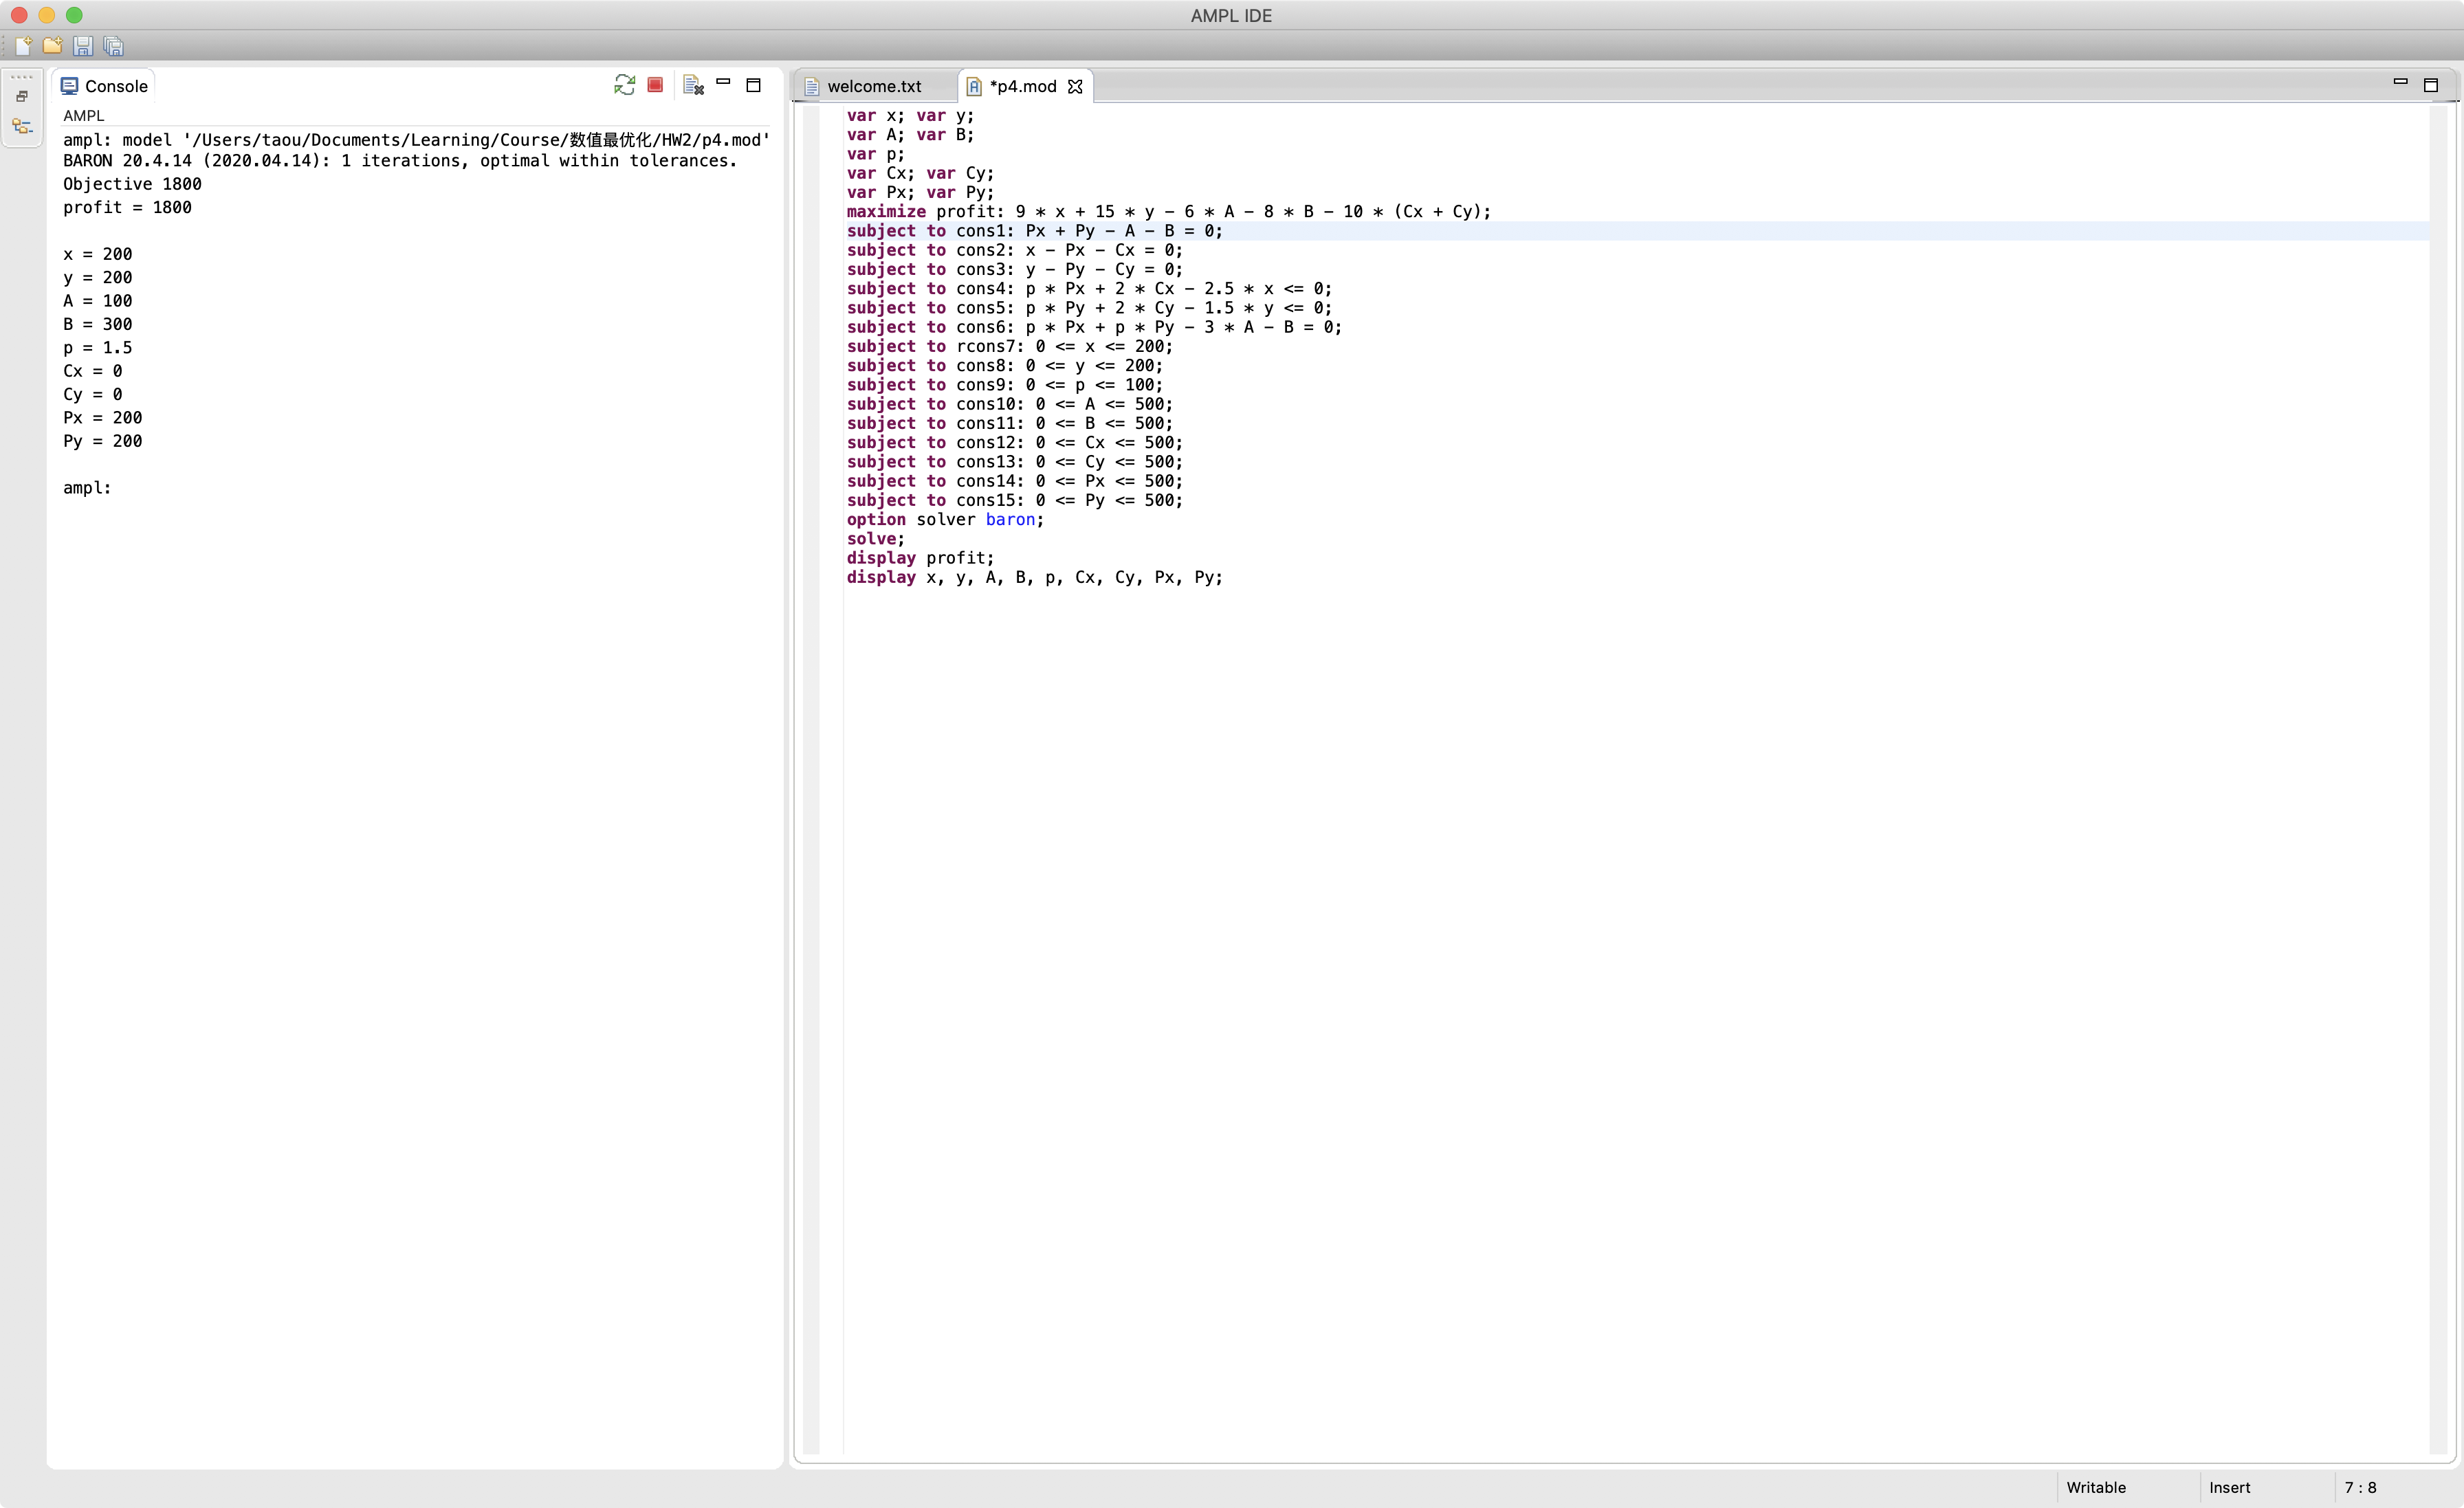 AMPL IDE
Console
AMPL
ampl: model '/Users/taou/Documents/Learning/Course/数值最优化/HW2/p4.mod'
BARON 20.4.14 (2020.04.14): 1 iterations, optimal within tolerances.
Objective 1800
profit = 1800
x = 200
y = 200
A = 100
B = 300
p = 1.5
Cx = 0
Cy = 0
Px = 200
Py = 200
ampl:
welcome.txt
*p4.mod
var x; var y;
var A; var B;
var p;
var Cx; var Cy;
var Px; var Py;
maximize profit: 9 * x + 15 * y - 6 * A - 8 * B - 10 * (Cx + Cy);
subject to cons1: Px + Py - A - B = 0;
subject to cons2: x - Px - Cx = 0;
subject to cons3: y - Py - Cy = 0;
subject to cons4: p * Px + 2 * Cx - 2.5 * x <= 0;
subject to cons5: p * Py + 2 * Cy - 1.5 * y <= 0;
subject to cons6: p * Px + p * Py - 3 * A - B = 0;
subject to rcons7: 0 <= x <= 200;
subject to cons8: 0 <= y <= 200;
subject to cons9: 0 <= p <= 100;
subject to cons10: 0 <= A <= 500;
subject to cons11: 0 <= B <= 500;
subject to cons12: 0 <= Cx <= 500;
subject to cons13: 0 <= Cy <= 500;
subject to cons14: 0 <= Px <= 500;
subject to cons15: 0 <= Py <= 500;
option solver baron;
solve;
display profit;
display x, y, A, B, p, Cx, Cy, Px, Py;
Writable
Insert
7 : 8